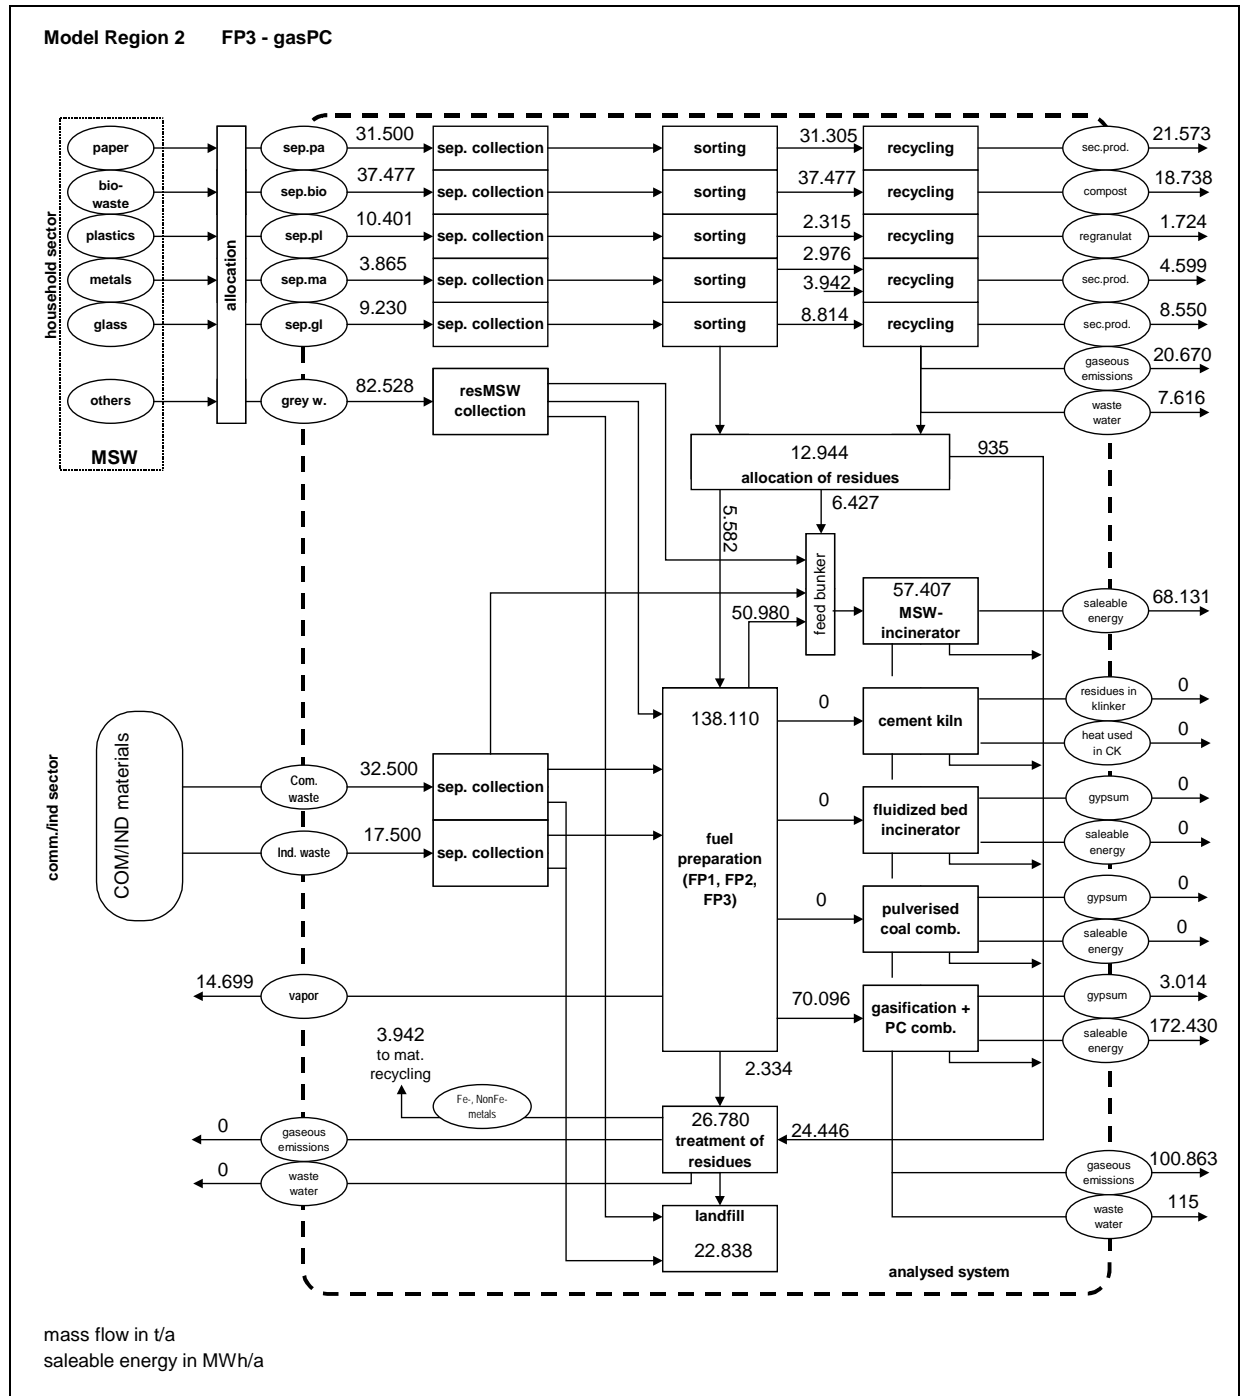 Model Region 2 FP3 - gasPC
household sector
paper
bio-
waste
plastics
metals
glass
others
MSW
allocation
sep.pa
31.500
sep.bio
37.477
sep.pl
10.401
sep.ma
3.865
sep.gl
9.230
grey w.
82.528
sep. collection
sep. collection
sep. collection
sep. collection
sep. collection
resMSW
collection
sorting
sorting
sorting
sorting
sorting
31.305
37.477
2.315
2.976
3.942
8.814
recycling
recycling
recycling
recycling
recycling
sec.prod.
21.573
compost
18.738
regranulat
1.724
sec.prod.
4.599
sec.prod.
8.550
gaseous
emissions
20.670
waste
water
7.616
12.944
allocation of residues
935
5.582
6.427
feed bunker
50.980
57.407
MSW-
incinerator
saleable
energy
68.131
comm./ind sector
COM/IND materials
Com.
waste
32.500
Ind. waste
17.500
sep. collection
sep. collection
138.110
fuel
preparation
(FP1, FP2,
FP3)
0
cement kiln
residues in
klinker
0
heat used
in CK
0
0
fluidized bed
incinerator
gypsum
0
saleable
energy
0
0
pulverised
coal comb.
gypsum
0
saleable
energy
0
70.096
gasification +
PC comb.
gypsum
3.014
saleable
energy
172.430
14.699
vapor
3.942
to mat.
recycling
Fe-, NonFe-
metals
2.334
26.780
treatment of
residues
24.446
0
gaseous
emissions
0
waste
water
landfill
22.838
gaseous
emissions
100.863
waste
water
115
analysed system
mass flow in t/a
saleable energy in MWh/a